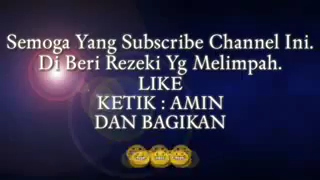 Semoga Yang Subscribe Channel Ini.
Di Beri Rezeki Yg Melimpah.
LIKE
KETIK : AMIN
DAN BAGIKAN